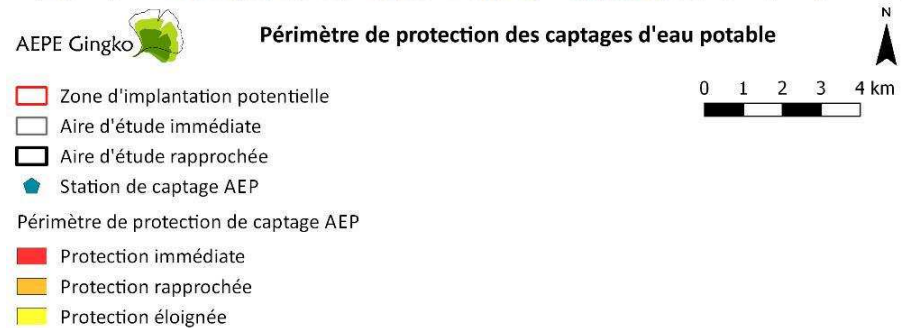 AEPE Gingko
Périmètre de protection des captages d'eau potable
N
0 1 2 3 4 km
Zone d'implantation potentielle
Aire d'étude immédiate
Aire d'étude rapprochée
Station de captage AEP
Périmètre de protection de captage AEP
Protection immédiate
Protection rapprochée
Protection éloignée